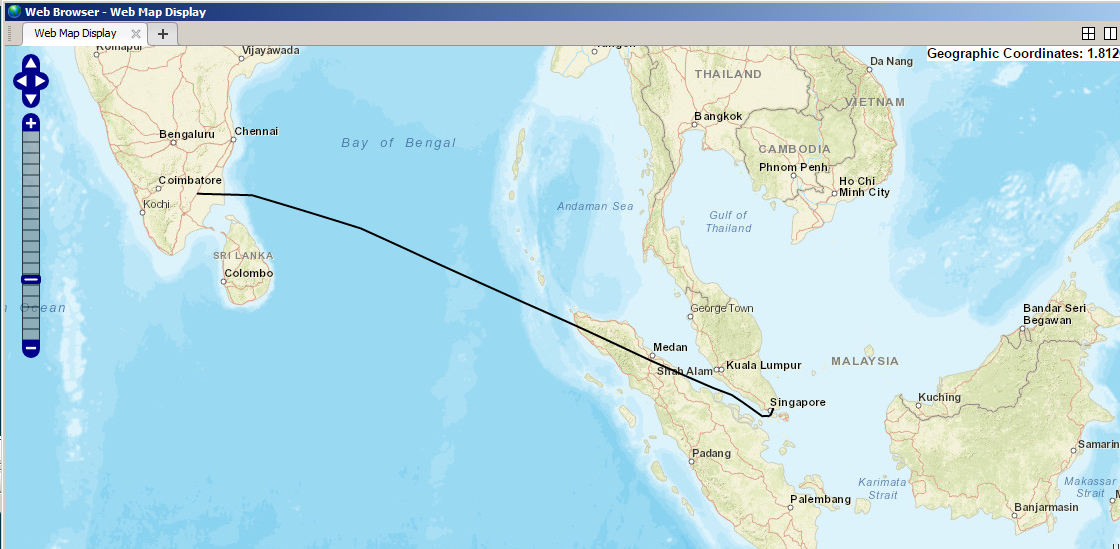 Web Browser - Web Map Display
Web Map Display
Geographic Coordinates: 1.812
Vijayawada
Da Nang
THAILAND
VIETNAM
Bangkok
Bengaluru
Chennai
Bay of Bengal
CAMBODIA
Phnom Penh
Coimbatore
Ho Chi
Minh City
Kochi
Andaman Sea
Gulf of
Thailand
SRI LANKA
Colombo
Ocean
George Town
Bandar Seri
Begawan
Medan
Shah Alam
Kuala Lumpur
MALAYSIA
Singapore
Kuching
Samarin
Padang
Karimata
Strait
Makassar
Strait
Palembang
Banjarmasin